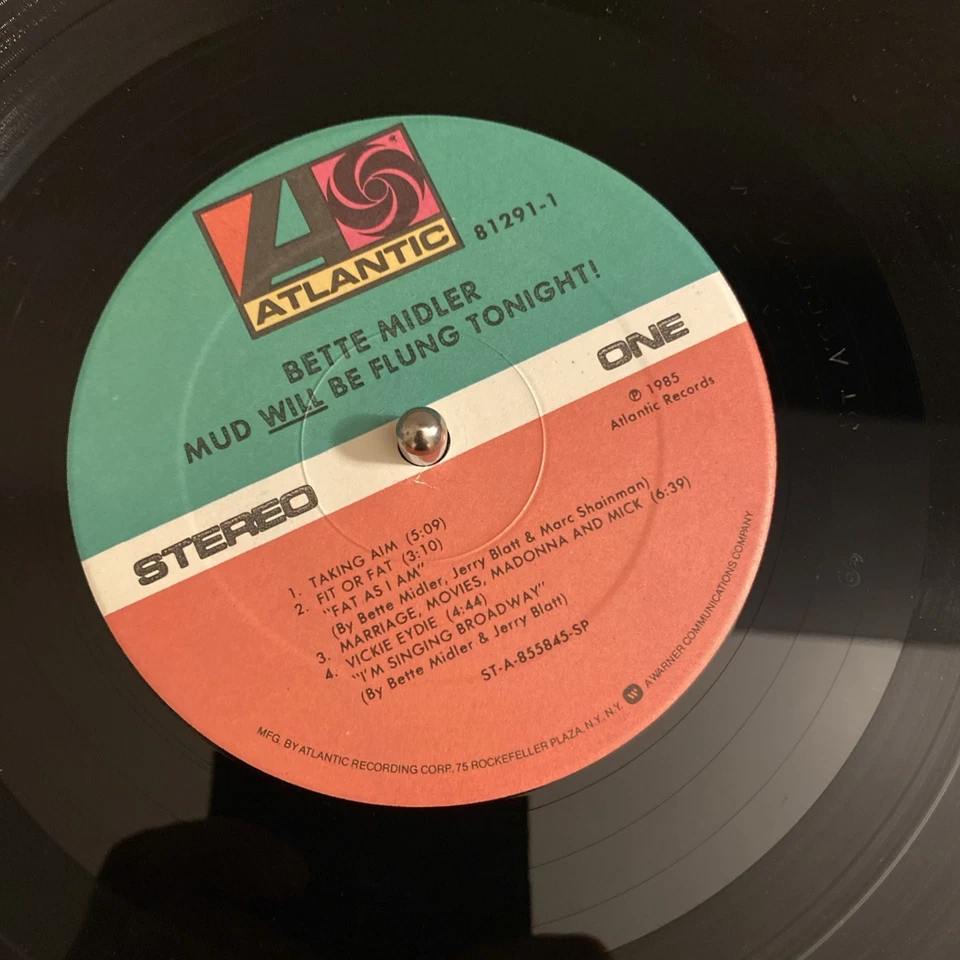 ATLANTIC
81291-1
BETTE MIDLER
MUD WILL BE FLUNG TONIGHT!
STEREO
ONE
℗ 1985
Atlantic Records
1. TAKING AIM (5:09)
2. FIT OR FAT (3:10)
"FAT AS I AM"
(By Bette Midler, Jerry Blatt & Marc Shainman)
3. MARRIAGE, MOVIES, MADONNA AND MICK (6:39)
4. VICKIE EYDIE (4:44)
"I'M SINGING BROADWAY"
(By Bette Midler & Jerry Blatt)
ST-A-855845-SP
MFG. BY ATLANTIC RECORDING CORP., 75 ROCKEFELLER PLAZA, N.Y., N.Y. A WARNER COMMUNICATIONS COMPANY